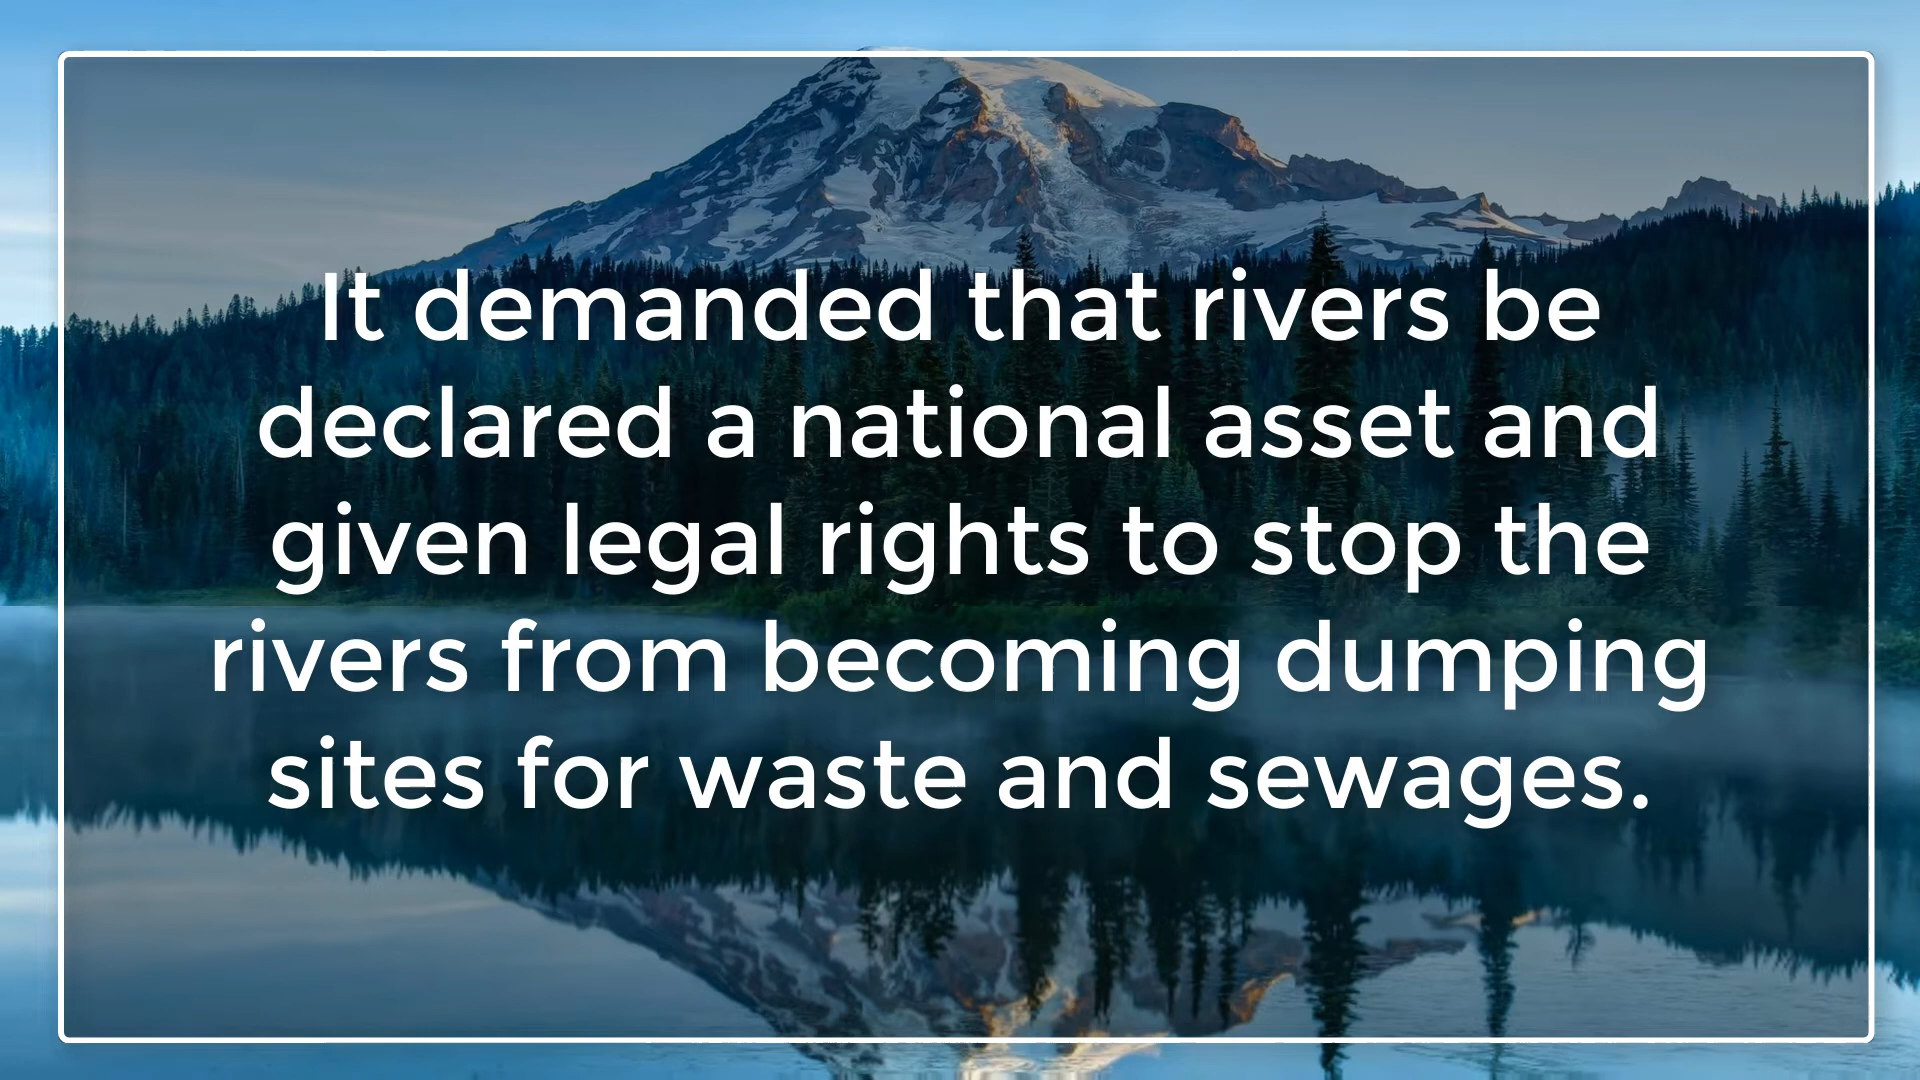 It demanded that rivers be
declared a national asset and
given legal rights to stop the
rivers from becoming dumping
sites for waste and sewages.